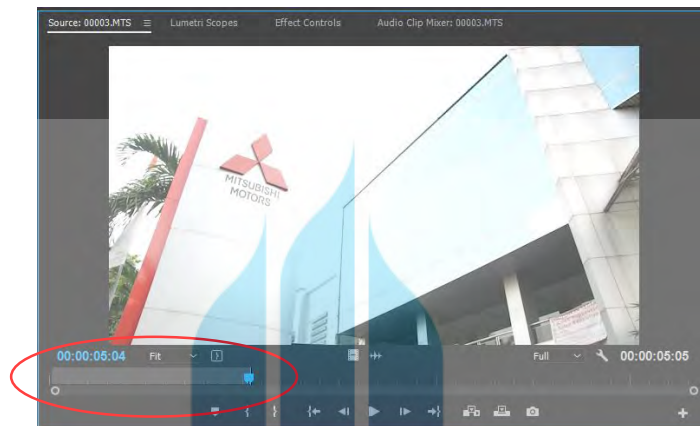 Source: 00003.MTS Lumetri Scopes Effect Controls Audio Clip Mixer: 00003.MTS
MITSUBISHI
MOTORS
00:00:05:04 Fit Full 00:00:05:05